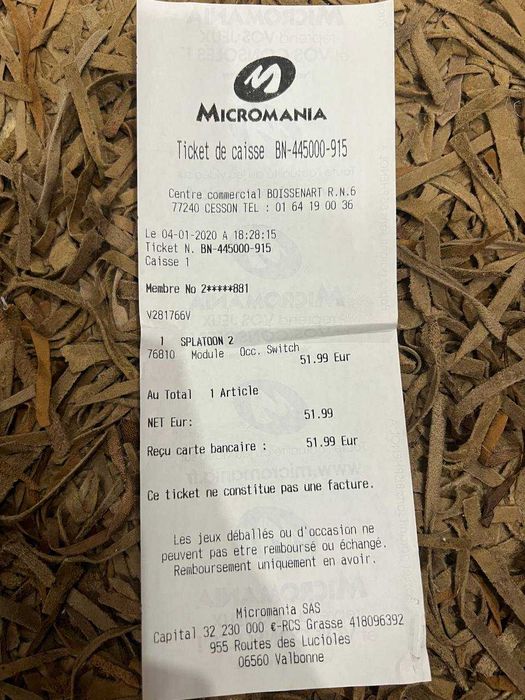 MICROMANIA
Ticket de caisse BN-445000-915
Centre commercial BOISSENART R.N.6
77240 CESSON TEL : 01 64 19 00 36
Le 04-01-2020 A 18:28:15
Ticket N. BN-445000-915
Caisse 1
Membre No 2*****881
V281766V
1 SPLATOON 2
76810 Module Occ. Switch
51.99 Eur
Au Total 1 Article
NET Eur: 51.99
Reçu carte bancaire : 51.99 Eur
Ce ticket ne constitue pas une facture.
Les jeux déballés ou d'occasion ne
peuvent pas etre remboursé ou échangé.
Remboursement uniquement en avoir.
Micromania SAS
Capital 32 230 000 €-RCS Grasse 418096392
955 Routes des Lucioles
06560 Valbonne